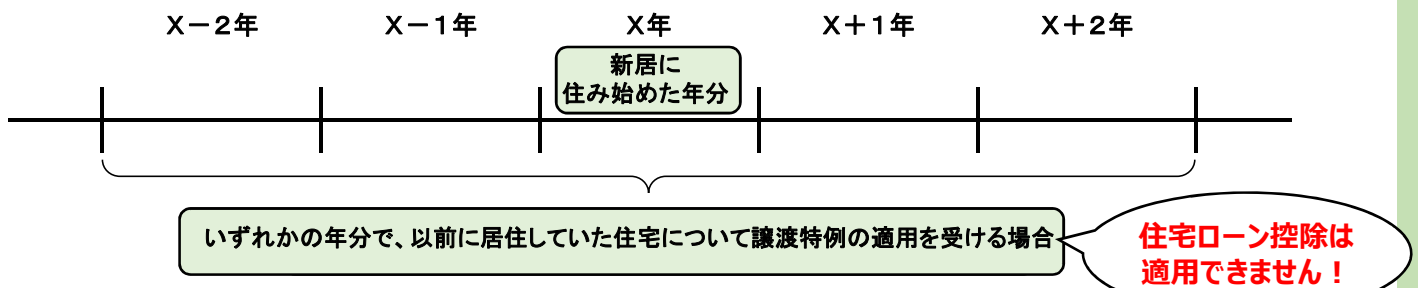 X－2年
X－1年
X年
X＋1年
X＋2年
新居に
住み始めた年分
いずれかの年分で、以前に居住していた住宅について譲渡特例の適用を受ける場合
住宅ローン控除は
適用できません！